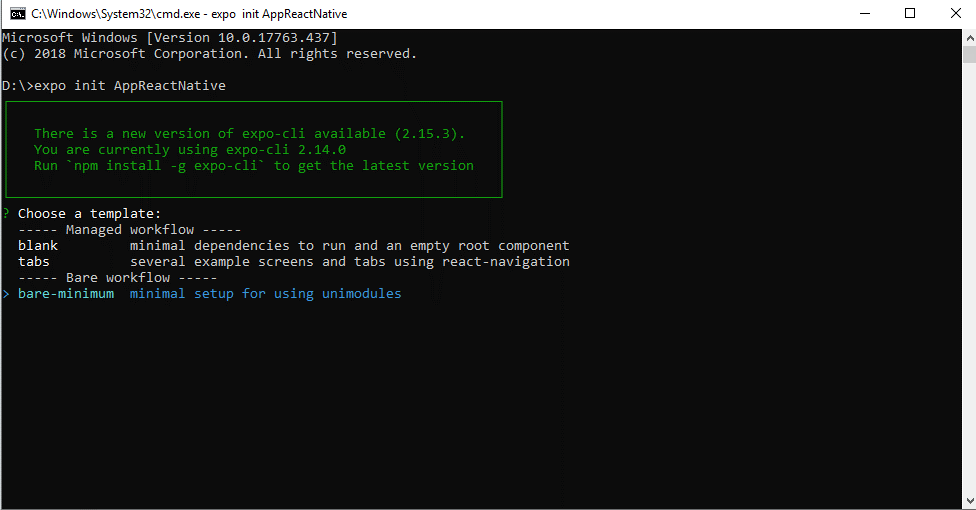 C:\Windows\System32\cmd.exe - expo  init AppReactNative
Microsoft Windows [Version 10.0.17763.437]
(c) 2018 Microsoft Corporation. All rights reserved.
D:\>expo init AppReactNative
There is a new version of expo-cli available (2.15.3).
You are currently using expo-cli 2.14.0
Run `npm install -g expo-cli` to get the latest version
? Choose a template:
----- Managed workflow -----
blank         minimal dependencies to run and an empty root component
tabs          several example screens and tabs using react-navigation
----- Bare workflow -----
> bare-minimum  minimal setup for using unimodules